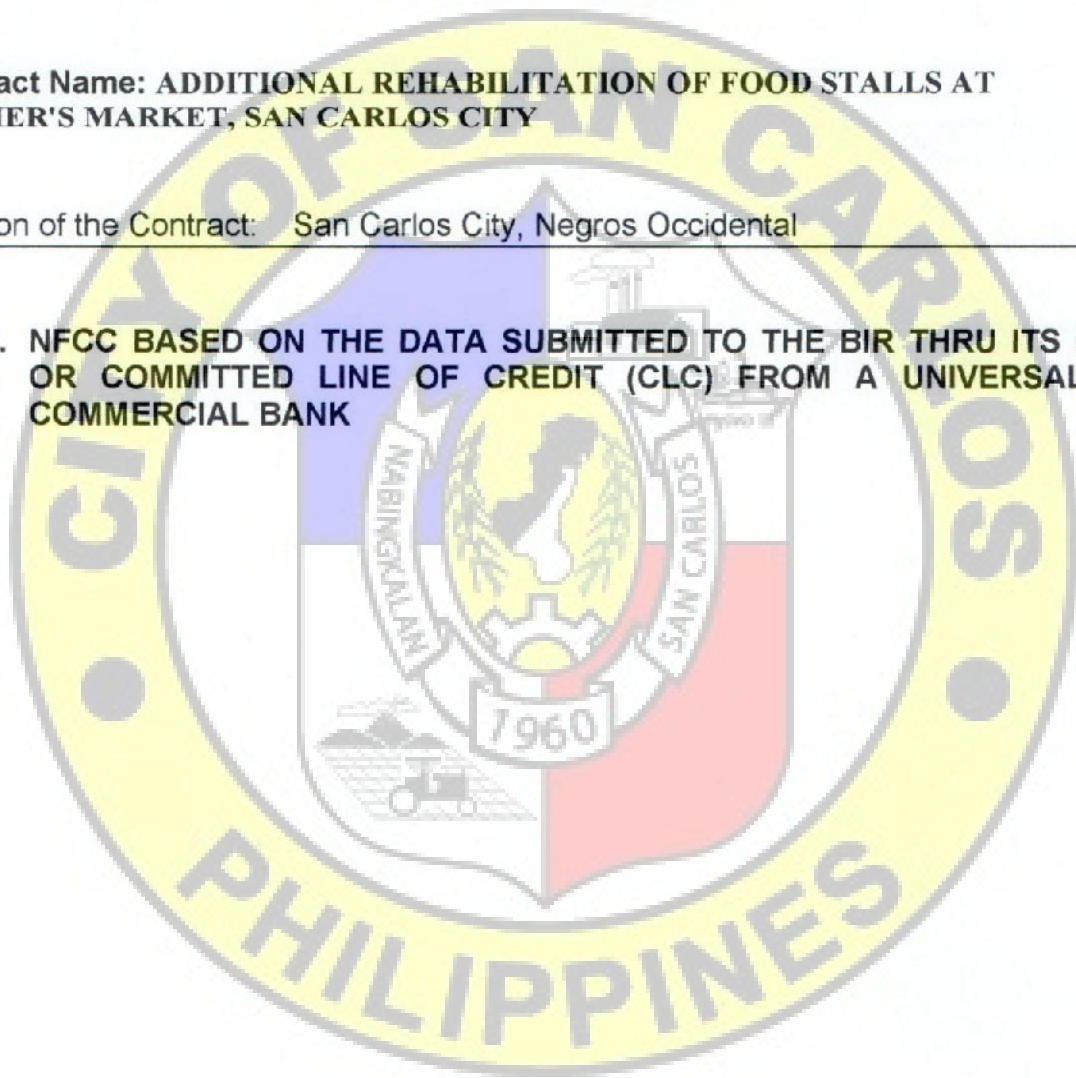 act Name: ADDITIONAL REHABILITATION OF FOOD STALLS AT
IER'S MARKET, SAN CARLOS CITY
on of the Contract: San Carlos City, Negros Occidental
. NFCC BASED ON THE DATA SUBMITTED TO THE BIR THRU ITS
OR COMMITTED LINE OF CREDIT (CLC) FROM A UNIVERSAL
COMMERCIAL BANK
CITY OF SAN CARLOS
NABINGKALAN
SAN CARLOS
1960
PHILIPPINES